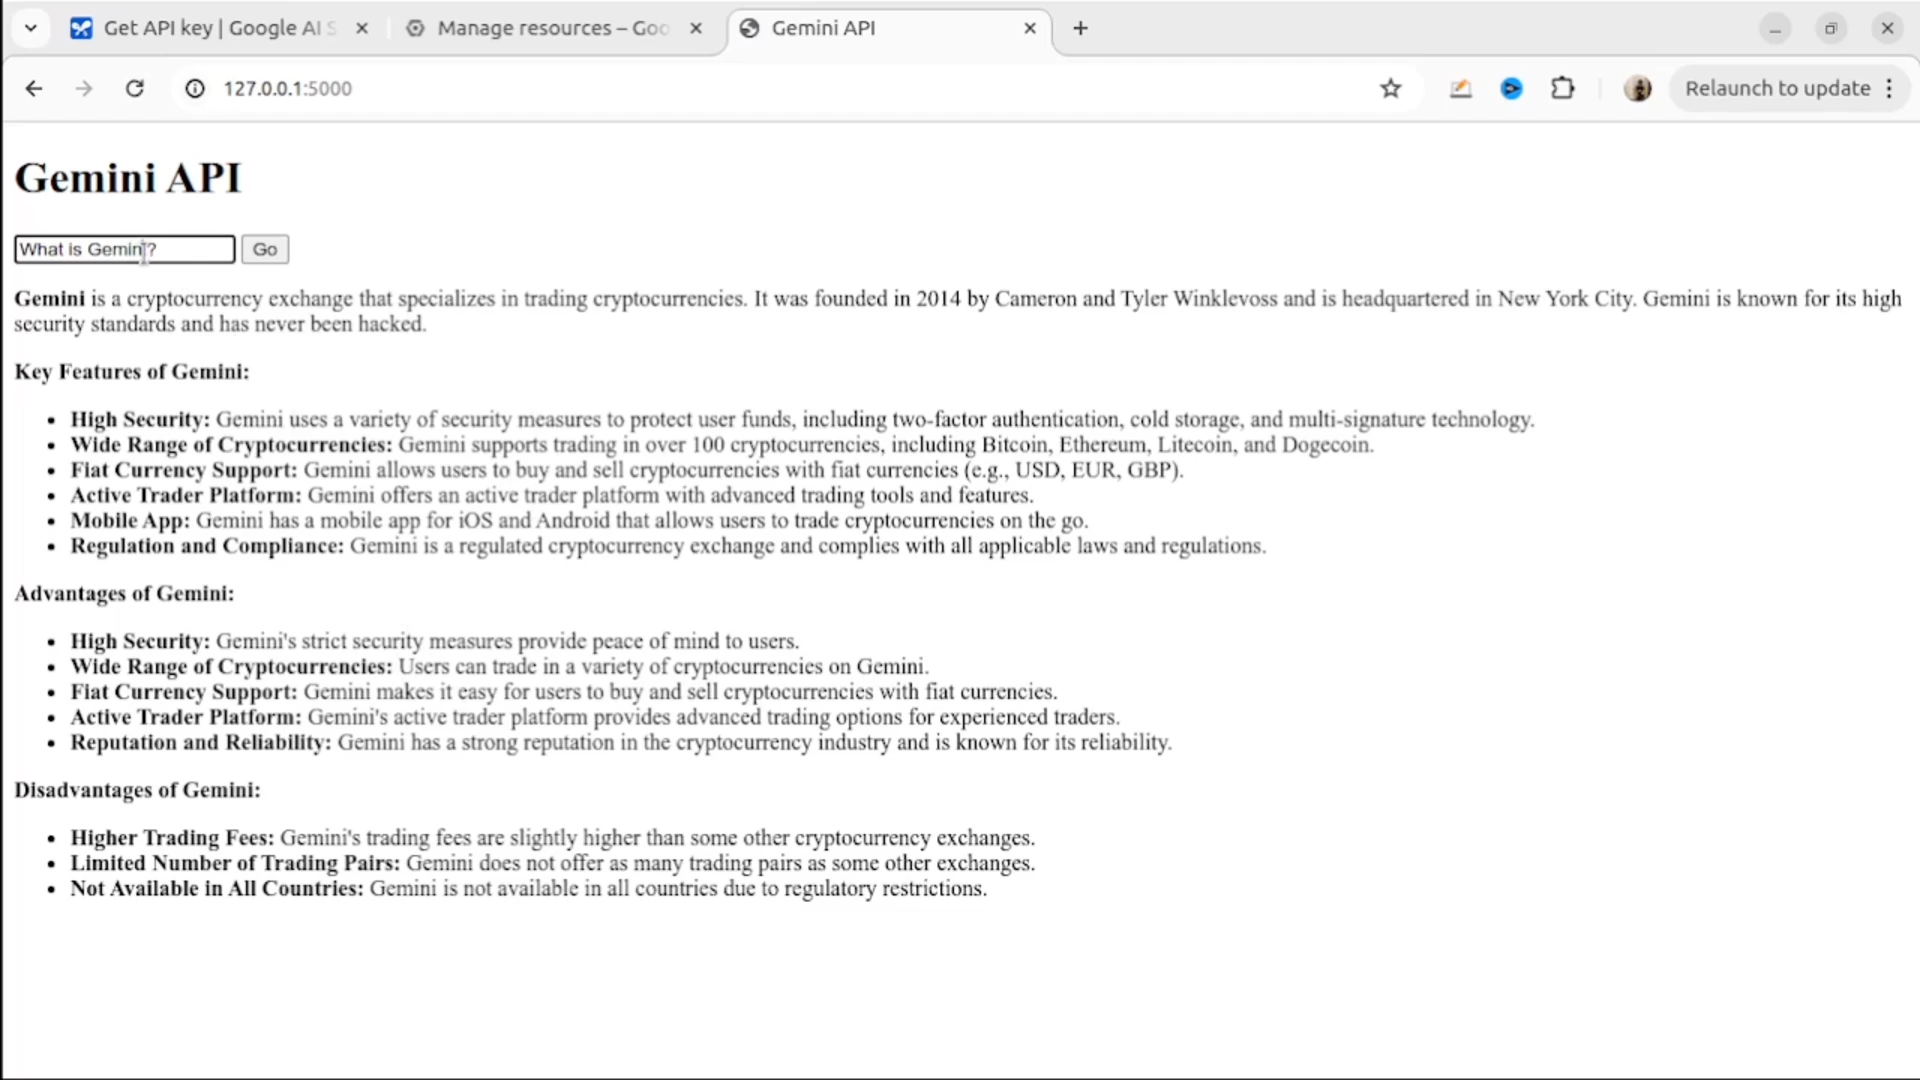 Get API key | Google AI S
Manage resources – Goo
Gemini API
127.0.0.1:5000
Relaunch to update
Gemini API
What is Gemini?
Go
Gemini is a cryptocurrency exchange that specializes in trading cryptocurrencies. It was founded in 2014 by Cameron and Tyler Winklevoss and is headquartered in New York City. Gemini is known for its high
security standards and has never been hacked.
Key Features of Gemini:
• High Security: Gemini uses a variety of security measures to protect user funds, including two-factor authentication, cold storage, and multi-signature technology.
• Wide Range of Cryptocurrencies: Gemini supports trading in over 100 cryptocurrencies, including Bitcoin, Ethereum, Litecoin, and Dogecoin.
• Fiat Currency Support: Gemini allows users to buy and sell cryptocurrencies with fiat currencies (e.g., USD, EUR, GBP).
• Active Trader Platform: Gemini offers an active trader platform with advanced trading tools and features.
• Mobile App: Gemini has a mobile app for iOS and Android that allows users to trade cryptocurrencies on the go.
• Regulation and Compliance: Gemini is a regulated cryptocurrency exchange and complies with all applicable laws and regulations.
Advantages of Gemini:
• High Security: Gemini's strict security measures provide peace of mind to users.
• Wide Range of Cryptocurrencies: Users can trade in a variety of cryptocurrencies on Gemini.
• Fiat Currency Support: Gemini makes it easy for users to buy and sell cryptocurrencies with fiat currencies.
• Active Trader Platform: Gemini's active trader platform provides advanced trading options for experienced traders.
• Reputation and Reliability: Gemini has a strong reputation in the cryptocurrency industry and is known for its reliability.
Disadvantages of Gemini:
• Higher Trading Fees: Gemini's trading fees are slightly higher than some other cryptocurrency exchanges.
• Limited Number of Trading Pairs: Gemini does not offer as many trading pairs as some other exchanges.
• Not Available in All Countries: Gemini is not available in all countries due to regulatory restrictions.